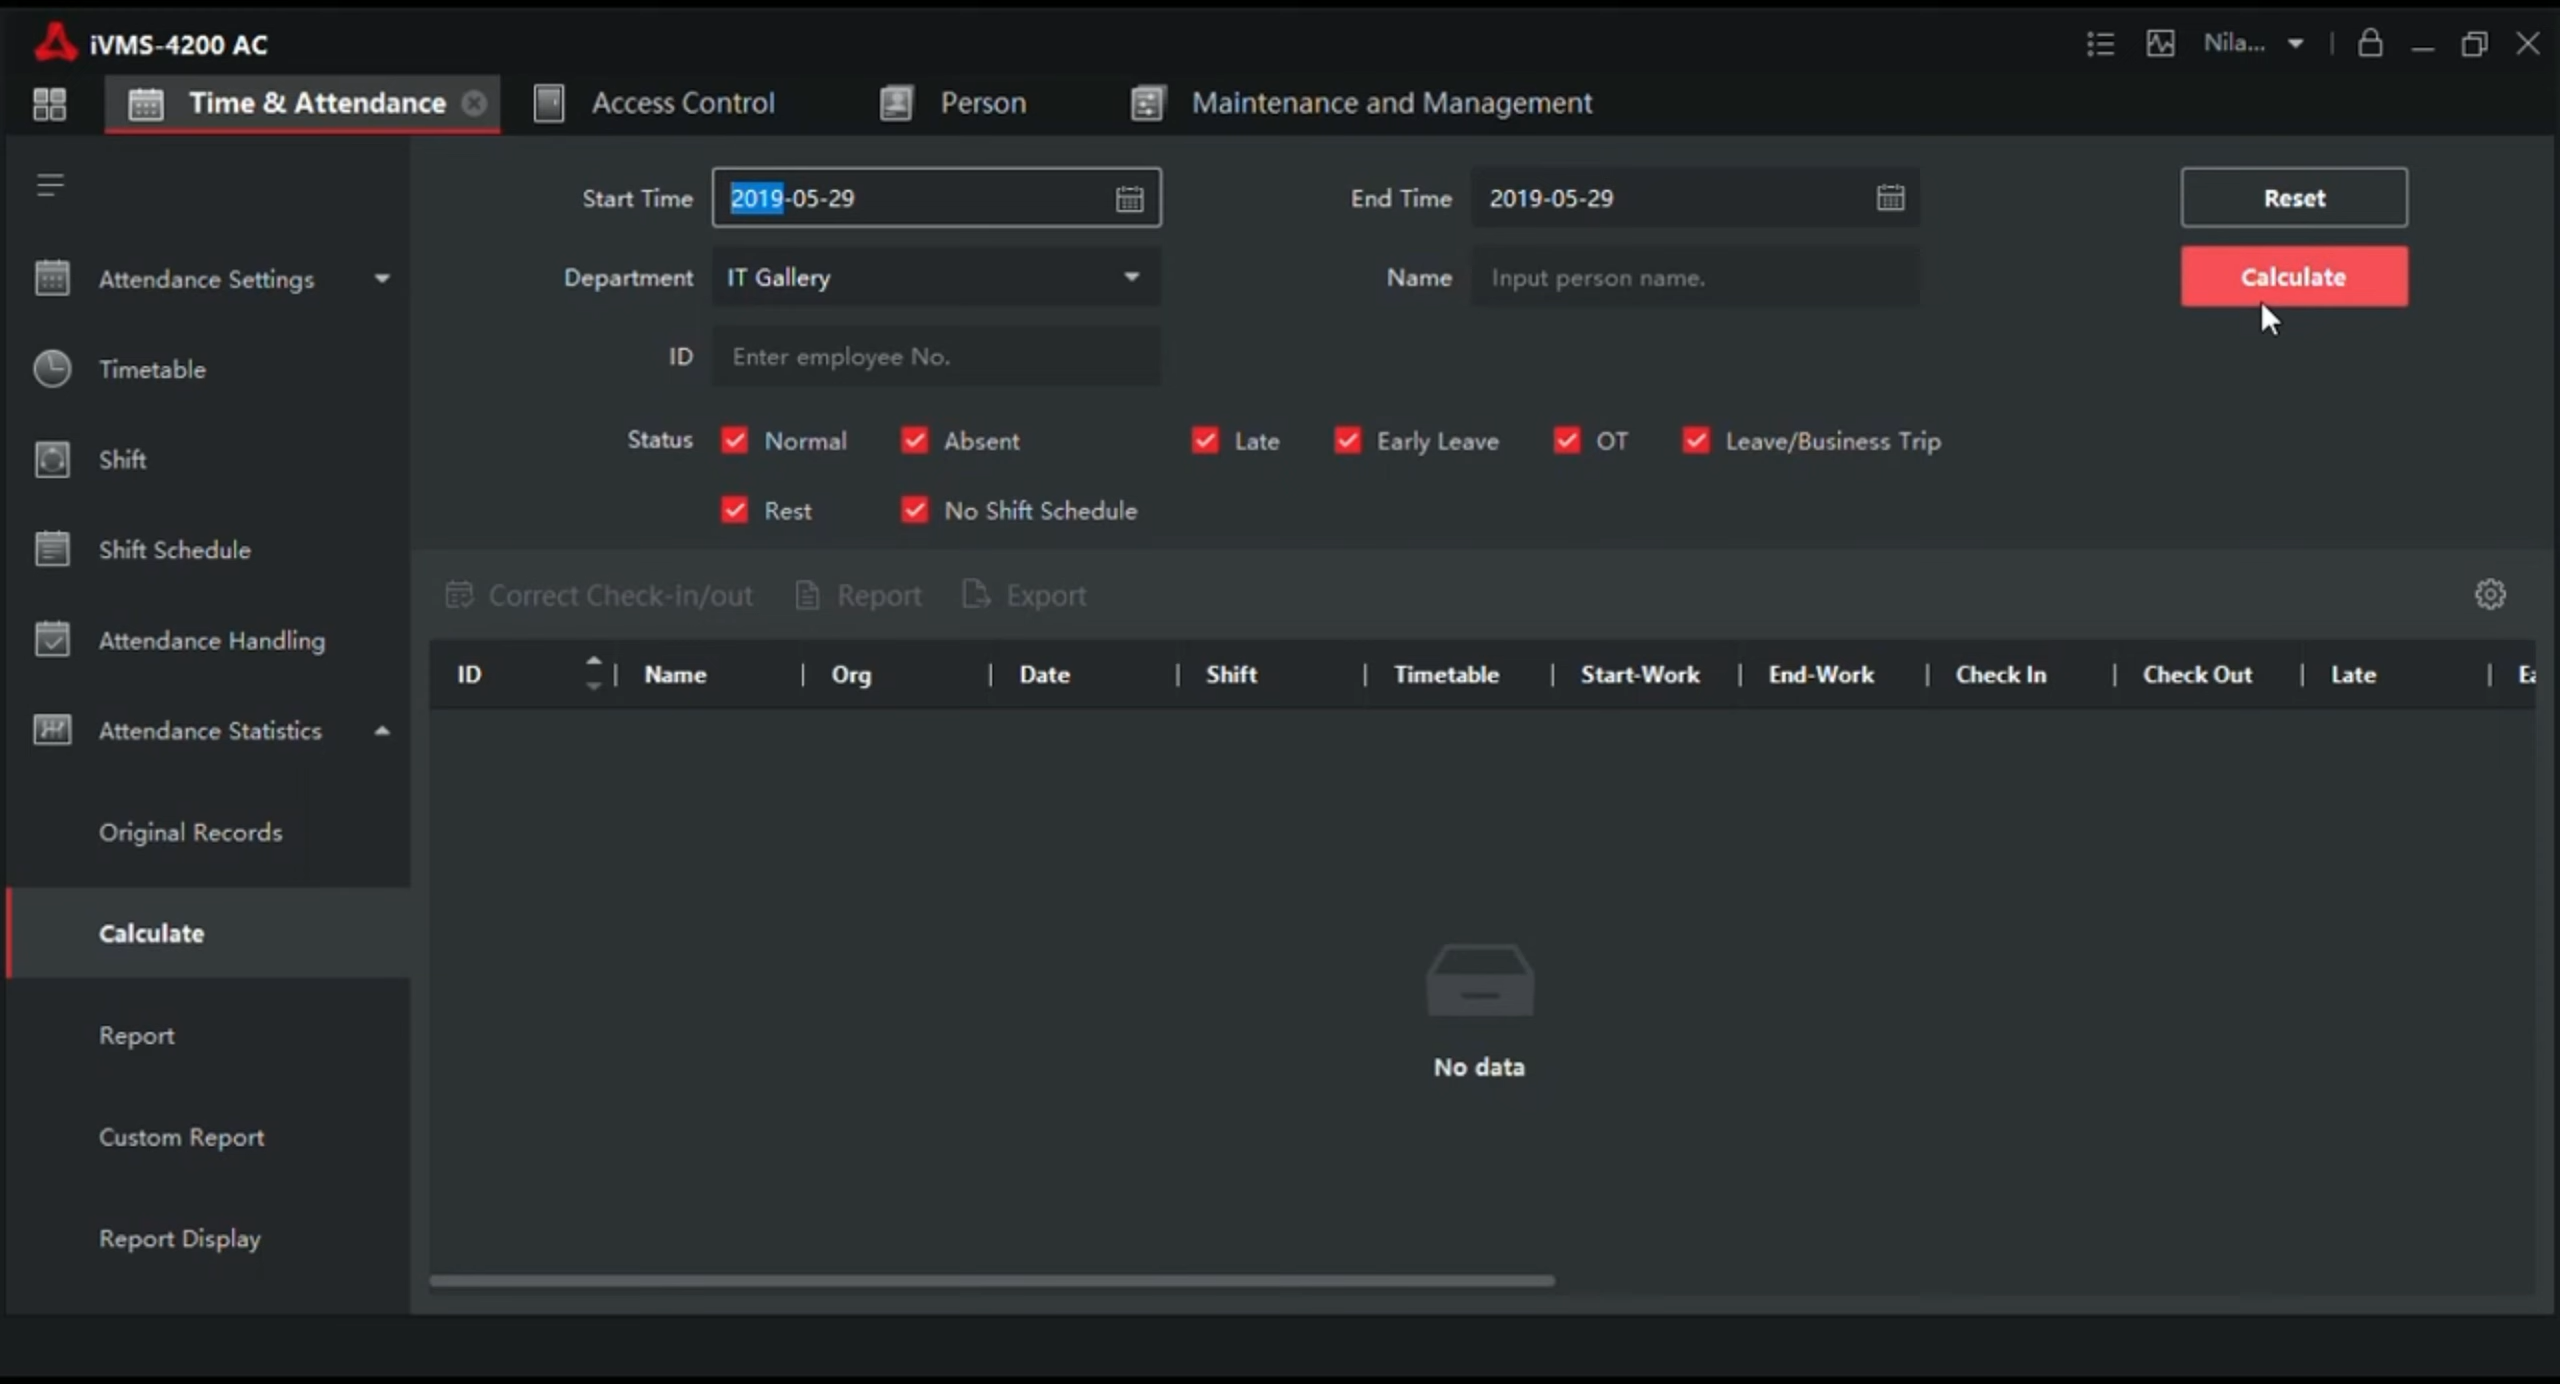 iVMS-4200 AC
Nila...
Time & Attendance
Access Control
Person
Maintenance and Management
Start Time
2019-05-29
End Time
2019-05-29
Reset
Attendance Settings
Department
IT Gallery
Name
Input person name.
Calculate
Timetable
ID
Enter employee No.
Shift
Status
Normal
Absent
Late
Early Leave
OT
Leave/Business Trip
Rest
No Shift Schedule
Shift Schedule
Correct Check-in/out
Report
Export
Attendance Handling
ID
Name
Org
Date
Shift
Timetable
Start-Work
End-Work
Check In
Check Out
Late
Attendance Statistics
Original Records
Calculate
Report
No data
Custom Report
Report Display